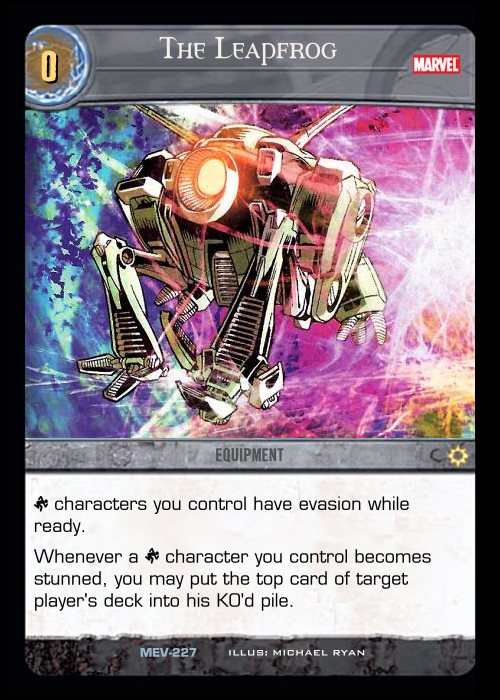 0
The Leapfrog
MARVEL
EQUIPMENT
C
characters you control have evasion while
ready.
Whenever a character you control becomes
stunned, you may put the top card of target
player's deck into his KO'd pile.
MEV-227 ILLUS: MICHAEL RYAN